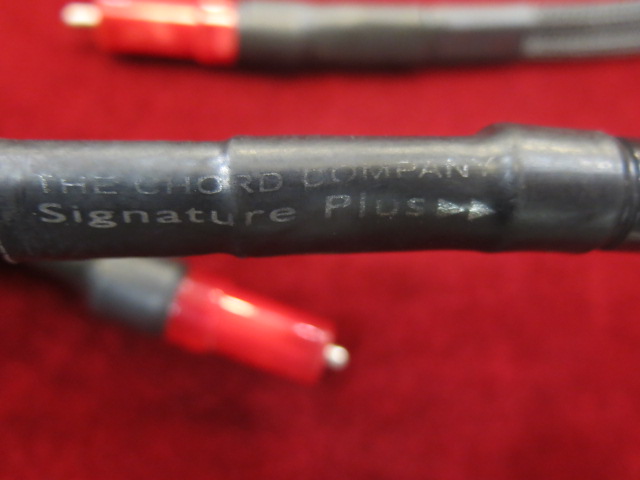 THE CHORD COMPANY
Signature Plus